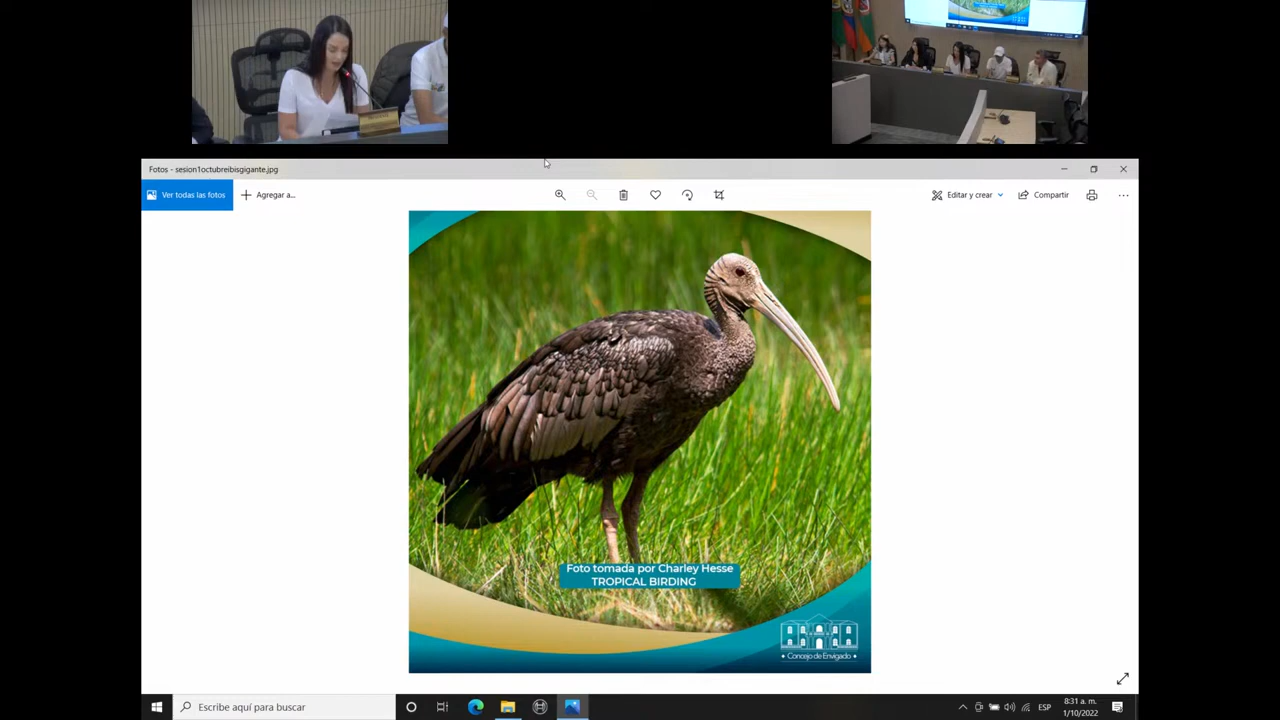 Fotos - sesion1octubreibisgigante.jpg
Ver todas las fotos
Agregar a...
Editar y crear
Compartir
Foto tomada por Charley Hesse
TROPICAL BIRDING
Concejo de Envigado
Escribe aquí para buscar
ESP
8:31 a. m.
1/10/2022